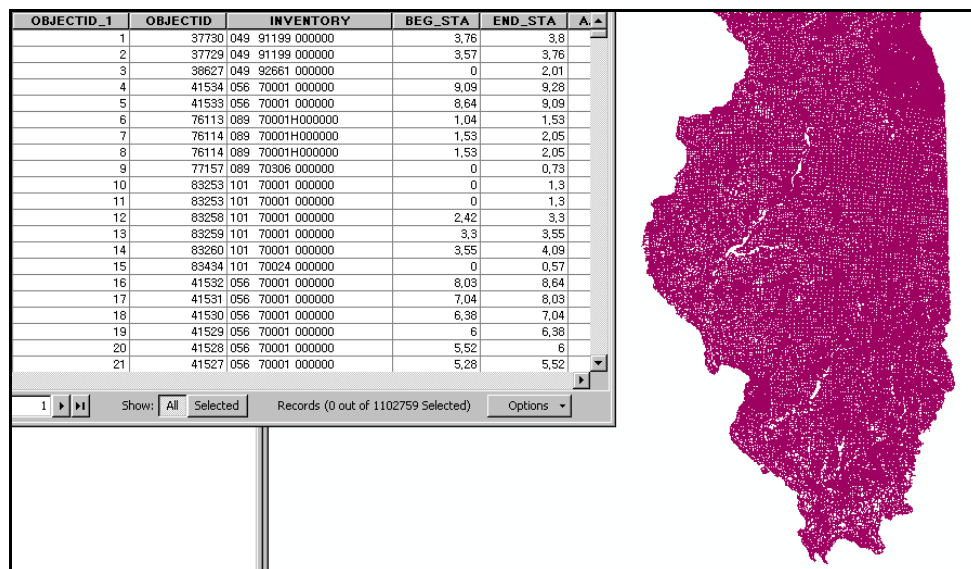 OBJECTID_1 OBJECTID INVENTORY BEG_STA END_STA
1 37730 049 91199 000000 3,76 3,8
2 37729 049 91199 000000 3,57 3,76
3 38627 049 92661 000000 0 2,01
4 41534 056 70001 000000 9,09 9,28
5 41533 056 70001 000000 8,64 9,09
6 76113 089 70001H000000 1,04 1,53
7 76114 089 70001H000000 1,53 2,05
8 76114 089 70001H000000 1,53 2,05
9 77157 089 70306 000000 0 0,73
10 83253 101 70001 000000 0 1,3
11 83253 101 70001 000000 0 1,3
12 83258 101 70001 000000 2,42 3,3
13 83259 101 70001 000000 3,3 3,55
14 83260 101 70001 000000 3,55 4,09
15 83434 101 70024 000000 0 0,57
16 41532 056 70001 000000 8,03 8,64
17 41531 056 70001 000000 7,04 8,03
18 41530 056 70001 000000 6,38 7,04
19 41529 056 70001 000000 6 6,38
20 41528 056 70001 000000 5,52 6
21 41527 056 70001 000000 5,28 5,52
1 Show: All Selected Records (0 out of 1102759 Selected) Options